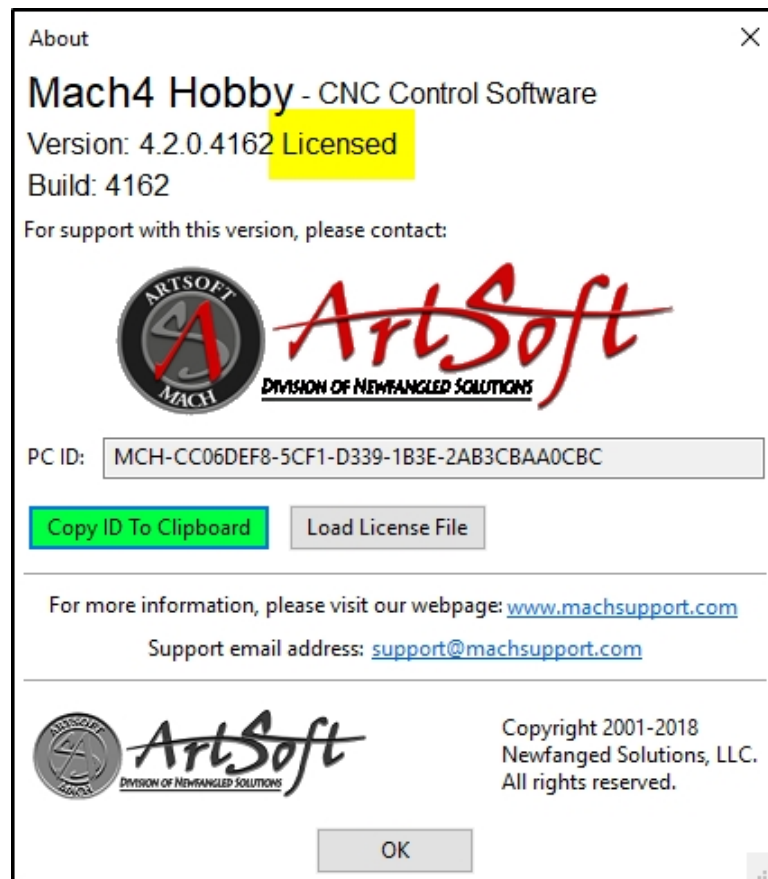 About
Mach4 Hobby - CNC Control Software
Version: 4.2.0.4162 Licensed
Build: 4162
For support with this version, please contact:
ARTSOFT
MACH
ArtSoft
DIVISION OF NEWFANGLED SOLUTIONS
PC ID: MCH-CC06DEF8-5CF1-D339-1B3E-2AB3CBAA0CBC
Copy ID To Clipboard Load License File
For more information, please visit our webpage: www.machsupport.com
Support email address: support@machsupport.com
ARTSOFT
MACH
ArtSoft
DIVISION OF NEWFANGLED SOLUTIONS
Copyright 2001-2018
Newfanged Solutions, LLC.
All rights reserved.
OK